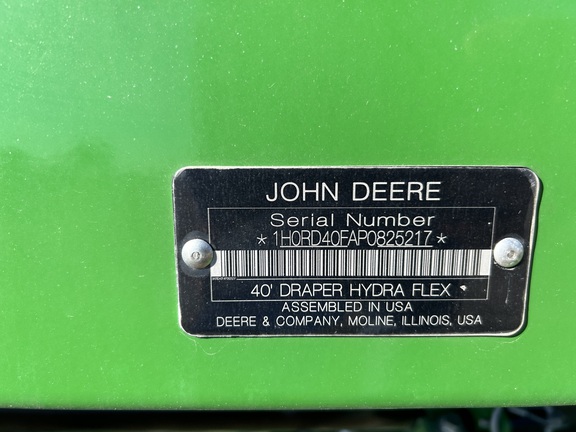 JOHN DEERE
Serial Number
*1H0RD40FAP0825217*
40' DRAPER HYDRA FLEX
ASSEMBLED IN USA
DEERE & COMPANY, MOLINE, ILLINOIS, USA